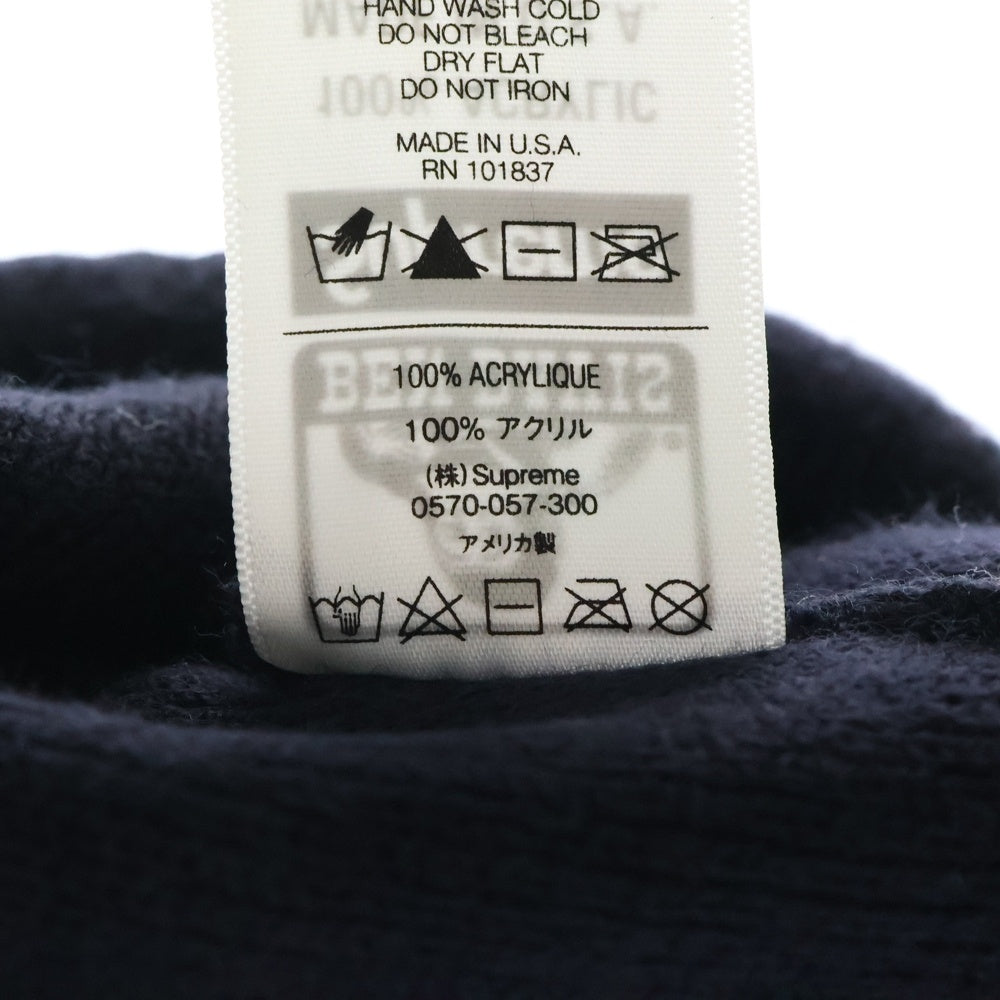 HAND WASH COLD
DO NOT BLEACH
DRY FLAT
DO NOT IRON
MADE IN U.S.A.
RN 101837
100% ACRYLIQUE
100% アクリル
(株) Supreme
0570-057-300
アメリカ製